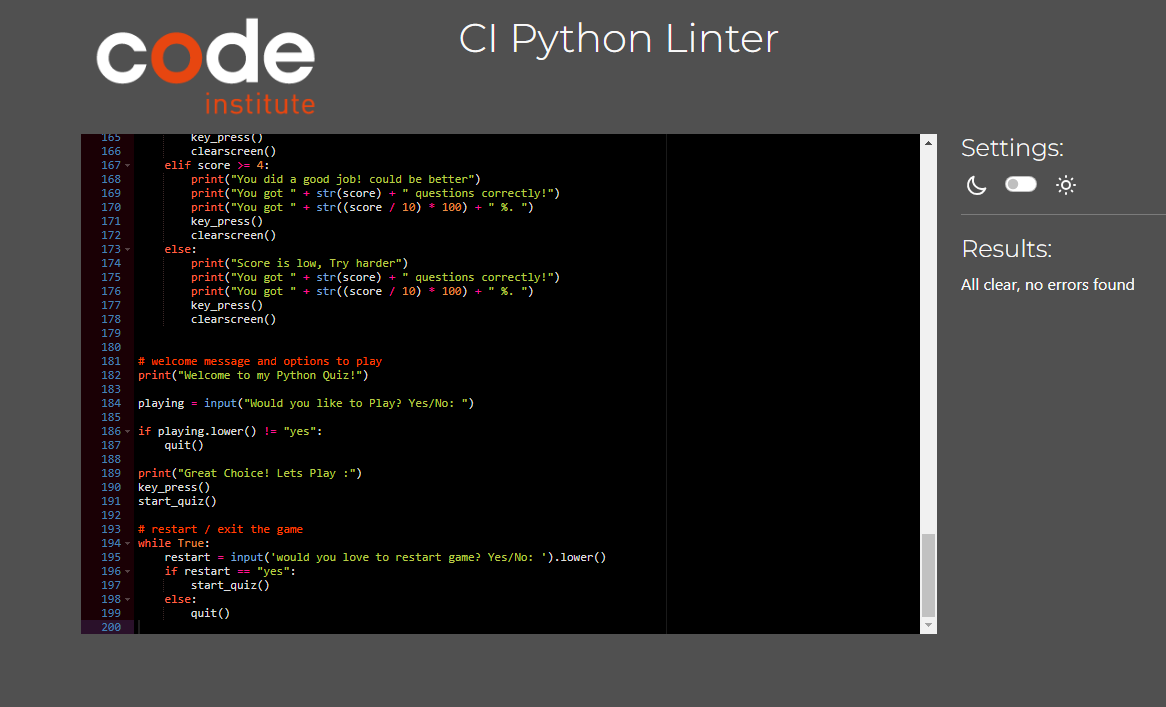 code
institute
CI Python Linter
165 key_press()
166 clearscreen()
167 elif score >= 4:
168 print("You did a good job! could be better")
169 print("You got " + str(score) + " questions correctly!")
170 print("You got " + str((score / 10) * 100) + " %. ")
171 key_press()
172 clearscreen()
173 else:
174 print("Score is low, Try harder")
175 print("You got " + str(score) + " questions correctly!")
176 print("You got " + str((score / 10) * 100) + " %. ")
177 key_press()
178 clearscreen()
179
180
181 # welcome message and options to play
182 print("Welcome to my Python Quiz!")
183
184 playing = input("Would you like to Play? Yes/No: ")
185
186 if playing.lower() != "yes":
187 quit()
188
189 print("Great Choice! Lets Play :")
190 key_press()
191 start_quiz()
192
193 # restart / exit the game
194 while True:
195 restart = input('would you love to restart game? Yes/No: ').lower()
196 if restart == "yes":
197 start_quiz()
198 else:
199 quit()
200
Settings:
Results:
All clear, no errors found